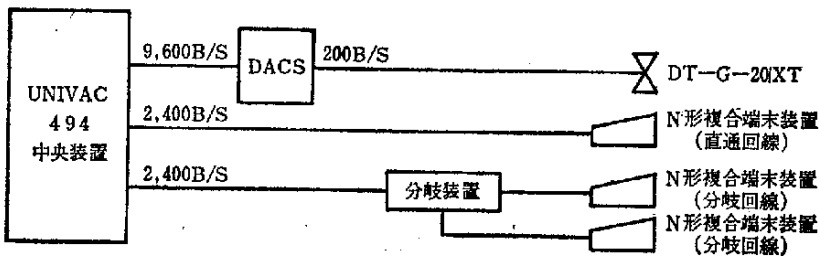 UNIVAC
494
中央装置
9,600B/S
DACS
200B/S
DT-G-20IXT
2,400B/S
N形複合端末装置
(直通回線)
2,400B/S
分岐装置
N形複合端末装置
(分岐回線)
N形複合端末装置
(分岐回線)